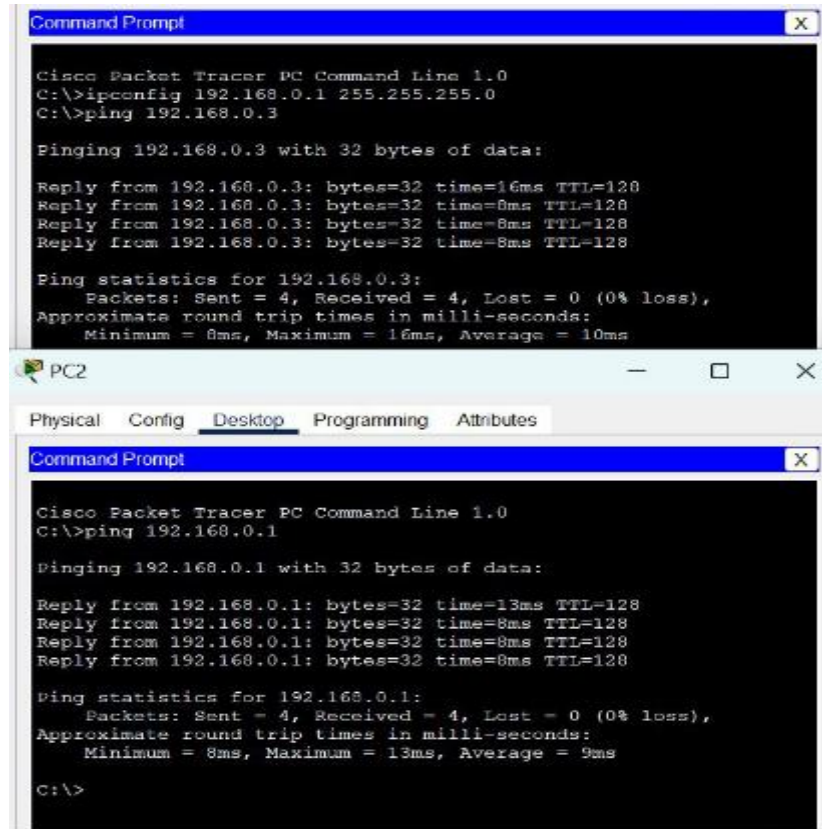 Command Prompt
X
Cisco Packet Tracer PC Command Line 1.0
C:\>ipconfig 192.168.0.1 255.255.255.0
C:\>ping 192.168.0.3
Pinging 192.168.0.3 with 32 bytes of data:
Reply from 192.168.0.3: bytes=32 time=16ms TTL=128
Reply from 192.168.0.3: bytes=32 time=8ms TTL=128
Reply from 192.168.0.3: bytes=32 time=8ms TTL=128
Reply from 192.168.0.3: bytes=32 time=8ms TTL=128
Ping statistics for 192.168.0.3:
Packets: Sent = 4, Received = 4, Lost = 0 (0% loss),
Approximate round trip times in milli-seconds:
Minimum = 8ms, Maximum = 16ms, Average = 10ms
PC2
Physical Config Desktop Programming Attributes
Command Prompt
X
Cisco Packet Tracer PC Command Line 1.0
C:\>ping 192.168.0.1
Pinging 192.168.0.1 with 32 bytes of data:
Reply from 192.168.0.1: bytes=32 time=13ms TTL=128
Reply from 192.168.0.1: bytes=32 time=8ms TTL=128
Reply from 192.168.0.1: bytes=32 time=8ms TTL=128
Reply from 192.168.0.1: bytes=32 time=8ms TTL=128
Ping statistics for 192.168.0.1:
Packets: Sent = 4, Received = 4, Lost = 0 (0% loss),
Approximate round trip times in milli-seconds:
Minimum = 8ms, Maximum = 13ms, Average = 9ms
C:\>